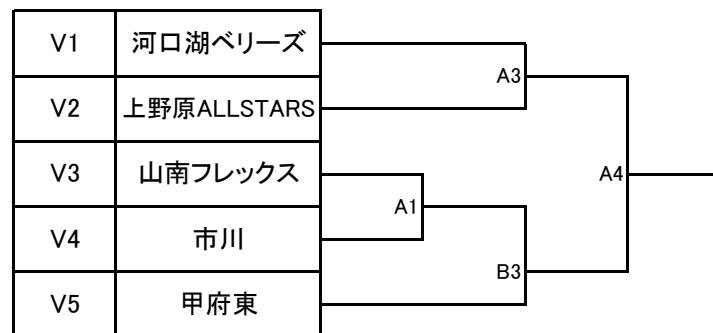 V1 河口湖ベリーズ
A3
V2 上野原ALLSTARS
V3 山南フレックス
A4
A1
V4 市川
B3
V5 甲府東